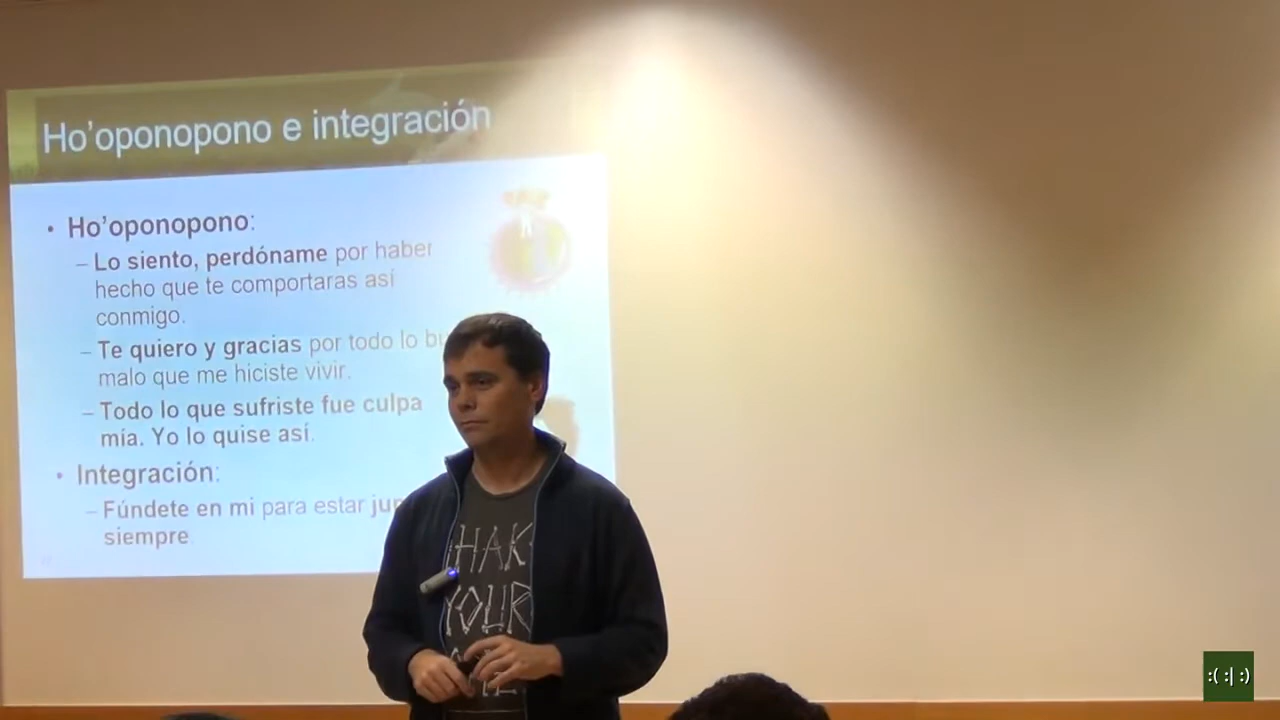 Ho'oponopono e integración
• Ho'oponopono:
– Lo siento, perdóname por haber
hecho que te comportaras así
conmigo.
– Te quiero y gracias por todo lo
malo que me hiciste vivir.
– Todo lo que sufriste fue culpa
mía. Yo lo quise así.
• Integración:
– Fúndete en mi para estar
siempre
YOUR
:( :| :)